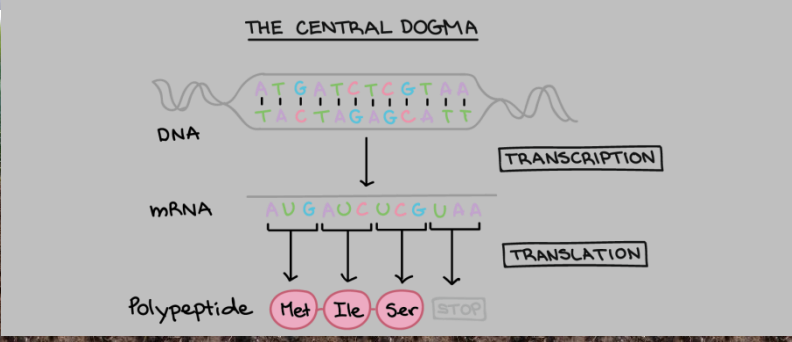 THE CENTRAL DOGMA
ATGATCTCGTAA
TACTAGAGCATT
DNA
TRANSCRIPTION
mRNA
AUGAUCUCGUAA
TRANSLATION
Polypeptide Met Ile Ser STOP